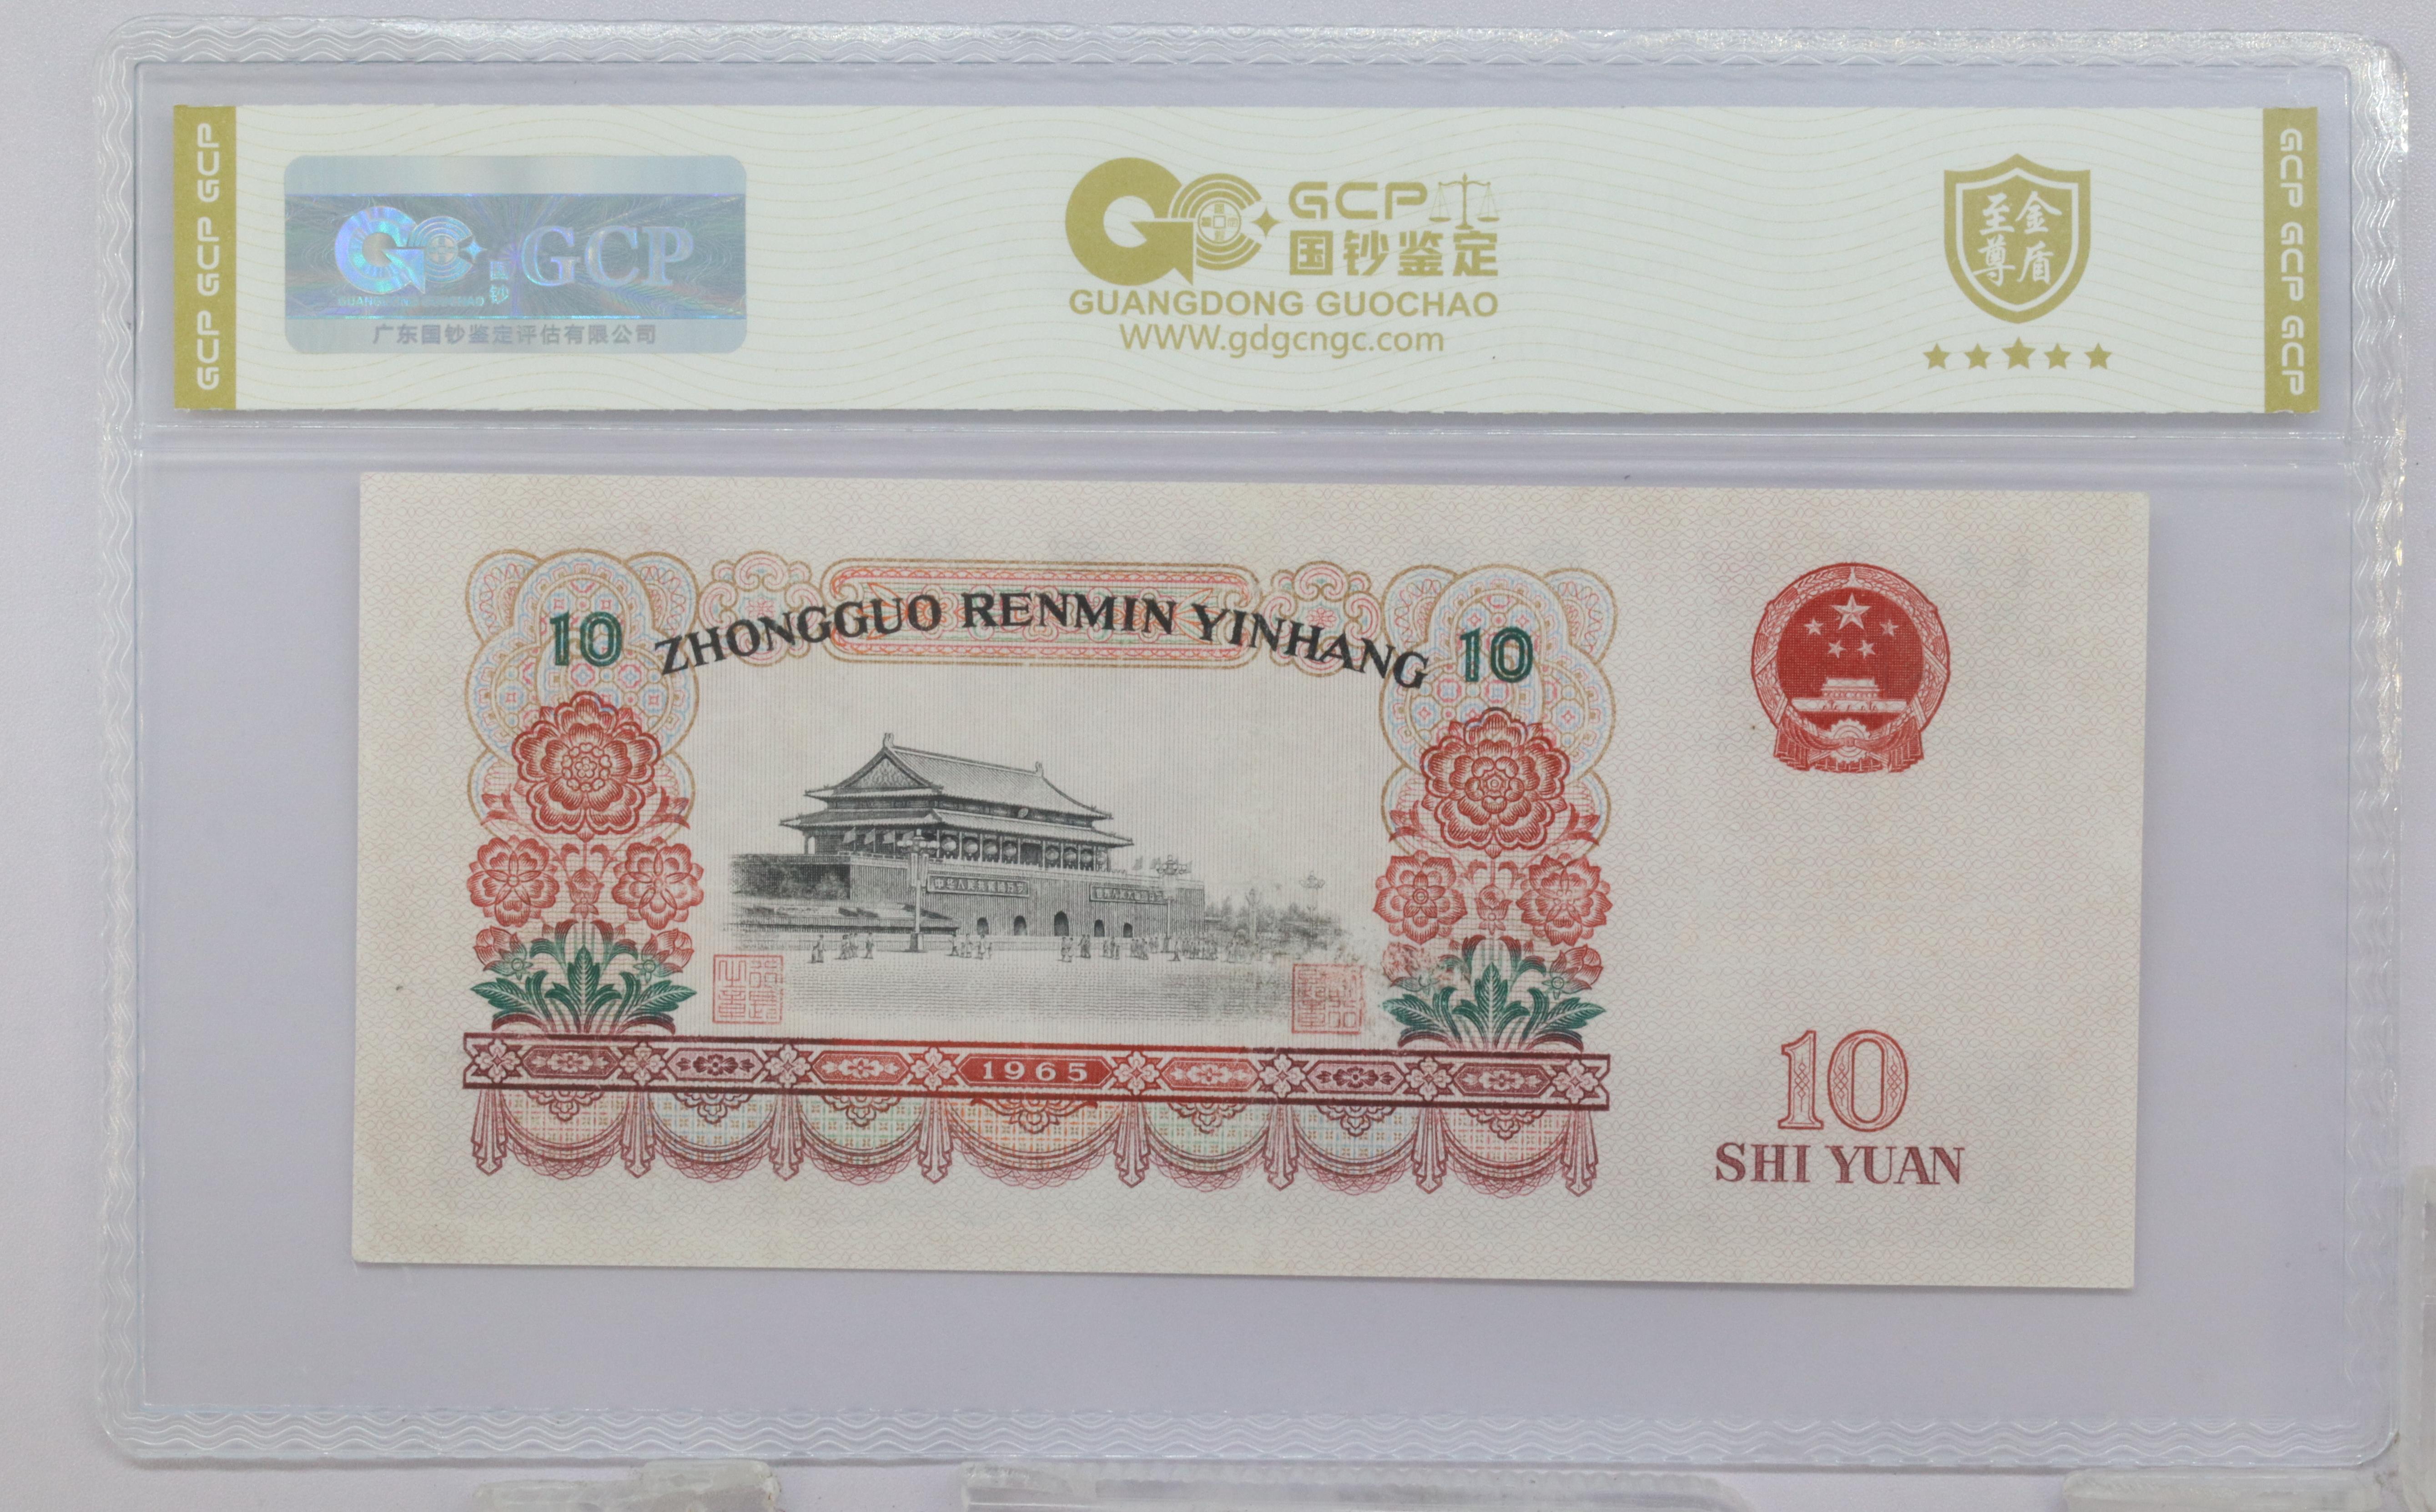 GCP GCP GCP
GCP
国钞
GUANGDONG GUOCHAO
广东国钞鉴定评估有限公司
GCP
国钞鉴定
GUANGDONG GUOCHAO
WWW.gdgcngc.com
至尊金盾
GCP GCP GCP
10 ZHONGGUO RENMIN YINHANG 10
1965
10
SHI YUAN